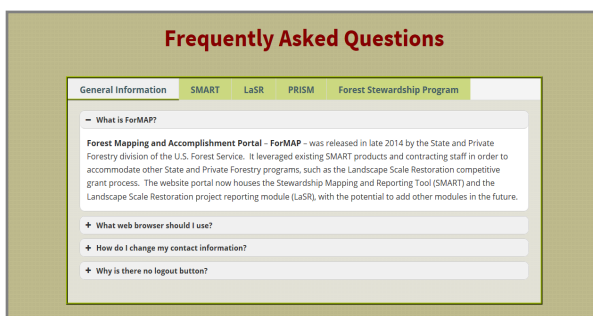 Frequently Asked Questions
General Information SMART LaSR PRISM Forest Stewardship Program
− What is ForMAP?
Forest Mapping and Accomplishment Portal – ForMAP – was released in late 2014 by the State and Private
Forestry division of the U.S. Forest Service. It leveraged existing SMART products and contracting staff in order to
accommodate other State and Private Forestry programs, such as the Landscape Scale Restoration competitive
grant process. The website portal now houses the Stewardship Mapping and Reporting Tool (SMART) and the
Landscape Scale Restoration project reporting module (LaSR), with the potential to add other modules in the future.
+ What web browser should I use?
+ How do I change my contact information?
+ Why is there no logout button?